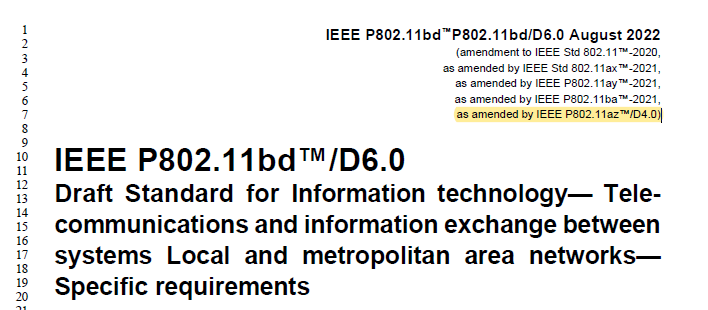 1
2
3
4
5
6
7
8
9
10
11
12
13
14
15
16
17
18
19
20
IEEE P802.11bd™P802.11bd/D6.0 August 2022
(amendment to IEEE Std 802.11™-2020,
as amended by IEEE Std 802.11ax™-2021,
as amended by IEEE P802.11ay™-2021,
as amended by IEEE P802.11ba™-2021,
as amended by IEEE P802.11az™/D4.0)
IEEE P802.11bd™/D6.0
Draft Standard for Information technology— Tele-
communications and information exchange between
systems Local and metropolitan area networks—
Specific requirements